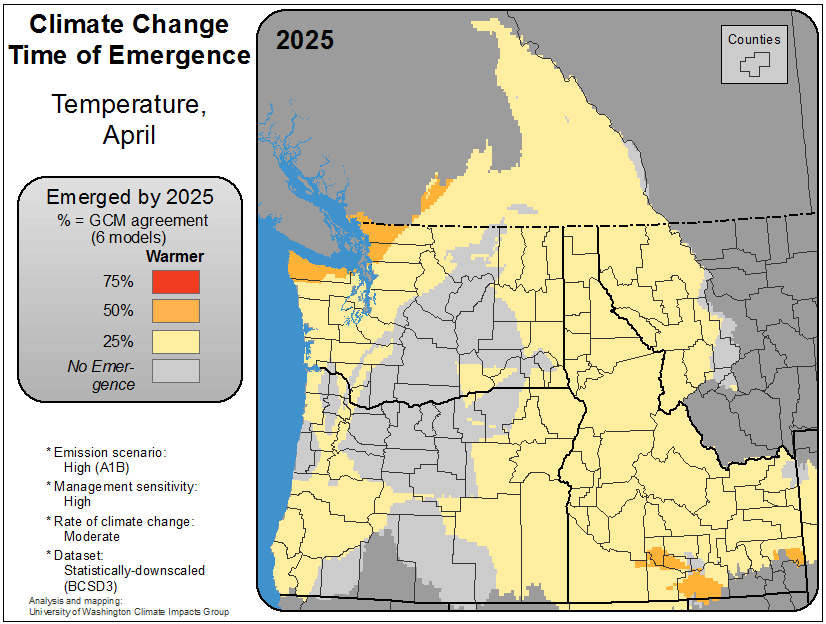 Climate Change
Time of Emergence
Temperature,
April
Emerged by 2025
% = GCM agreement
(6 models)
Warmer
75%
50%
25%
No Emer-
gence
* Emission scenario:
High (A1B)
* Management sensitivity:
High
* Rate of climate change:
Moderate
* Dataset:
Statistically-downscaled
(BCSD3)
Analysis and mapping:
University of Washington Climate Impacts Group
2025
Counties